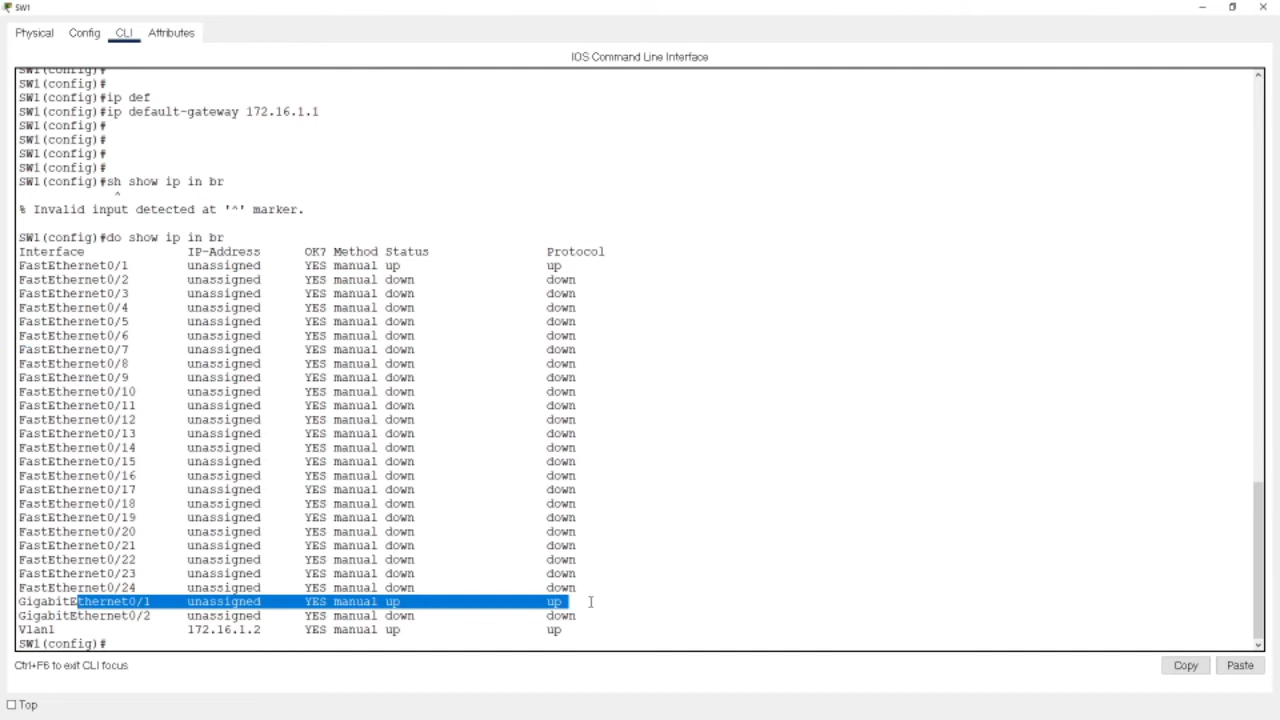 SW1
Physical Config CLI Attributes
IOS Command Line Interface
SW1(config)#
SW1(config)#
SW1(config)#ip def
SW1(config)#ip default-gateway 172.16.1.1
SW1(config)#
SW1(config)#
SW1(config)#
SW1(config)#
SW1(config)#sh show ip in br
^
% Invalid input detected at '^' marker.
SW1(config)#do show ip in br
Interface IP-Address OK? Method Status Protocol
FastEthernet0/1 unassigned YES manual up up
FastEthernet0/2 unassigned YES manual down down
FastEthernet0/3 unassigned YES manual down down
FastEthernet0/4 unassigned YES manual down down
FastEthernet0/5 unassigned YES manual down down
FastEthernet0/6 unassigned YES manual down down
FastEthernet0/7 unassigned YES manual down down
FastEthernet0/8 unassigned YES manual down down
FastEthernet0/9 unassigned YES manual down down
FastEthernet0/10 unassigned YES manual down down
FastEthernet0/11 unassigned YES manual down down
FastEthernet0/12 unassigned YES manual down down
FastEthernet0/13 unassigned YES manual down down
FastEthernet0/14 unassigned YES manual down down
FastEthernet0/15 unassigned YES manual down down
FastEthernet0/16 unassigned YES manual down down
FastEthernet0/17 unassigned YES manual down down
FastEthernet0/18 unassigned YES manual down down
FastEthernet0/19 unassigned YES manual down down
FastEthernet0/20 unassigned YES manual down down
FastEthernet0/21 unassigned YES manual down down
FastEthernet0/22 unassigned YES manual down down
FastEthernet0/23 unassigned YES manual down down
FastEthernet0/24 unassigned YES manual down down
GigabitEthernet0/1 unassigned YES manual up up
GigabitEthernet0/2 unassigned YES manual down down
Vlan1 172.16.1.2 YES manual up up
SW1(config)#
Ctrl+F6 to exit CLI focus
Copy Paste
Top